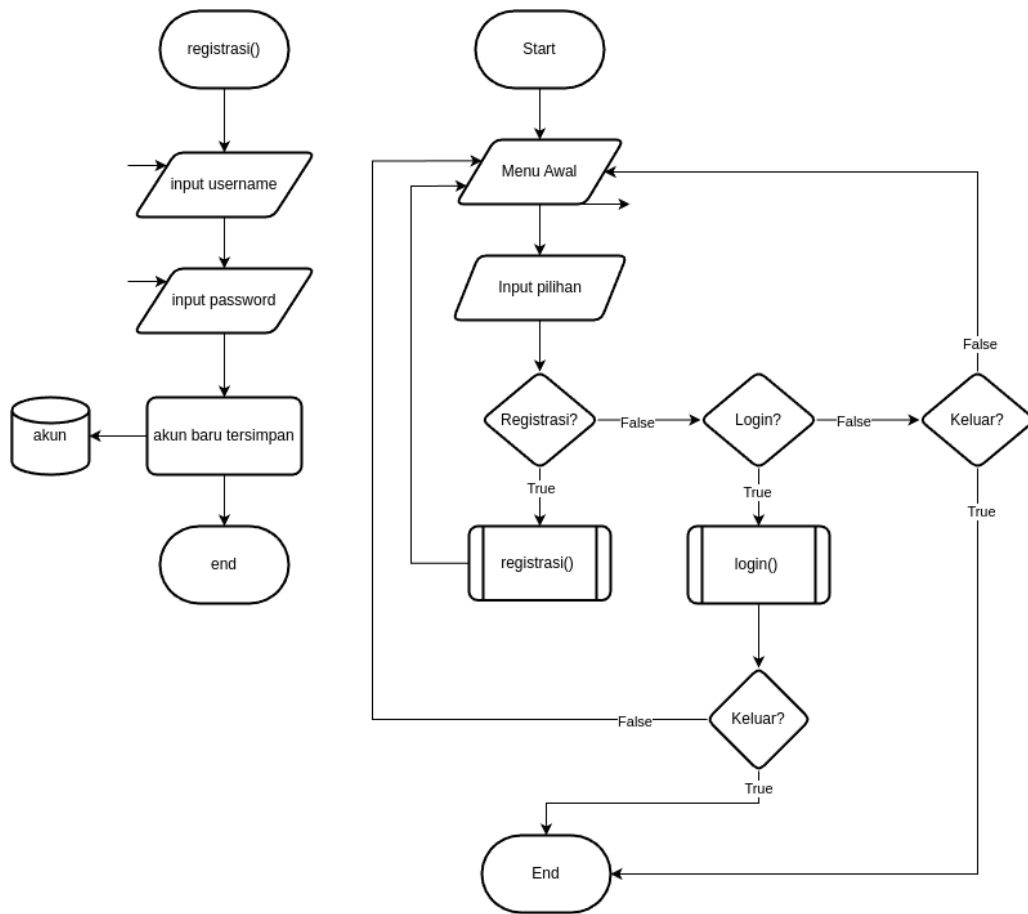 registrasi()
input username
input password
akun baru tersimpan
akun
end
Start
Menu Awal
Input pilihan
Registrasi?
False
Login?
False
Keluar?
False
True
True
True
registrasi()
login()
Keluar?
False
True
End